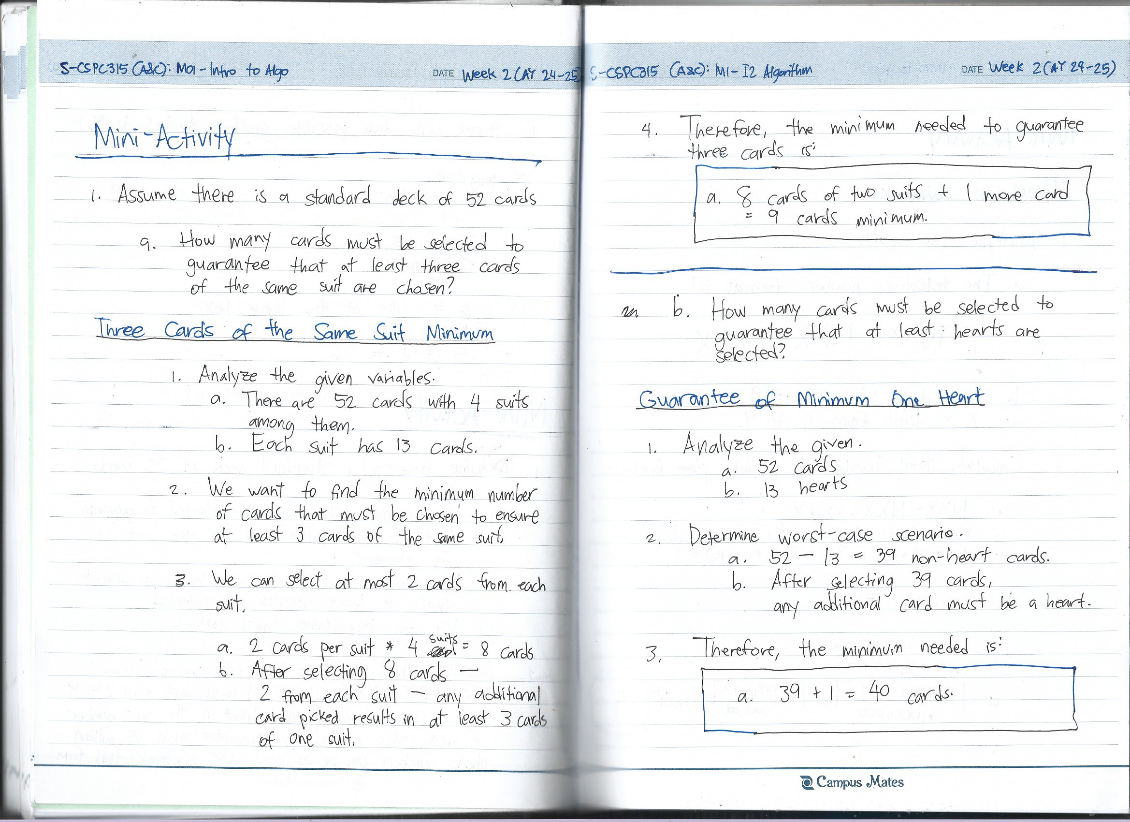 S-CSPC315 (A&C): M01 - Intro to Algo
DATE Week 2 (AY 24-25)
Mini-Activity
1. Assume there is a standard deck of 52 cards
a. How many cards must be selected to
guarantee that at least three cards
of the same suit are chosen?
Three Cards of the Same Suit Minimum
1. Analyze the given variables.
a. There are 52 cards with 4 suits
among them.
b. Each suit has 13 cards.
2. We want to find the minimum number
of cards that must be chosen to ensure
at least 3 cards of the same suit.
3. We can select at most 2 cards from each
suit.
a. 2 cards per suit * 4 suits = 8 cards
b. After selecting 8 cards —
2 from each suit — any additional
card picked results in at least 3 cards
of one suit.
S-CSPC315 (A&C): M1-I2 Algorithm
DATE Week 2 (AY 24-25)
4. Therefore, the minimum needed to guarantee
three cards is:
a. 8 cards of two suits + 1 more card
= 9 cards minimum.
b. How many cards must be selected to
guarantee that at least hearts are
selected?
Guarantee of Minimum One Heart
1. Analyze the given.
a. 52 cards
b. 13 hearts
2. Determine worst-case scenario.
a. 52 - 13 = 39 non-heart cards.
b. After selecting 39 cards,
any additional card must be a heart.
3. Therefore, the minimum needed is:
a. 39 + 1 = 40 cards.
Campus Mates